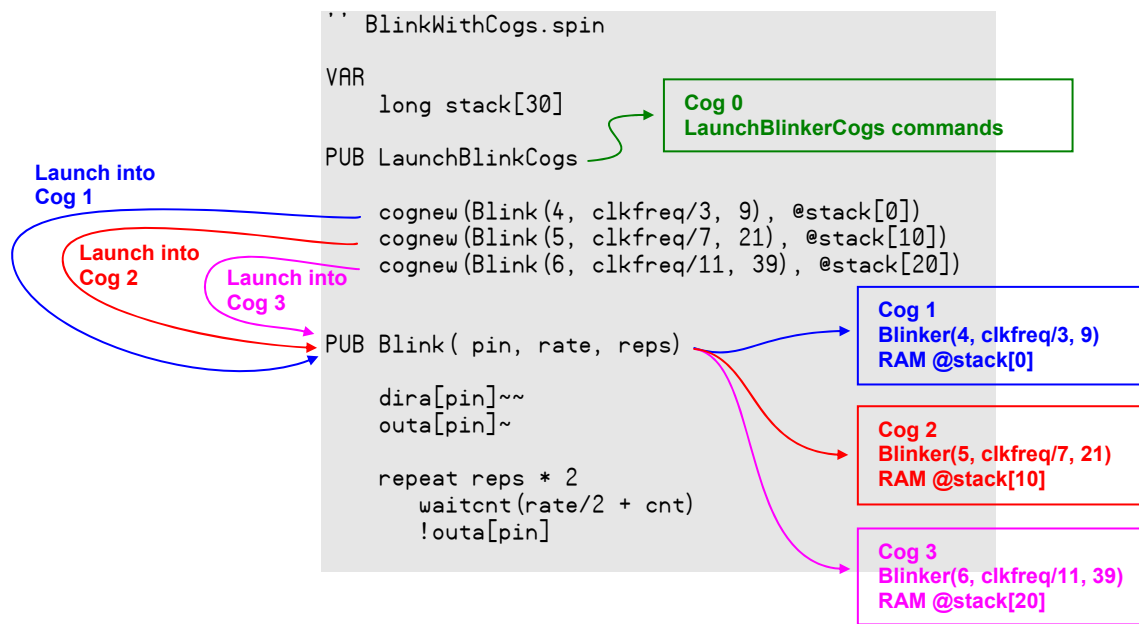 '' BlinkWithCogs.spin
VAR
long stack[30]
PUB LaunchBlinkCogs
cognew(Blink(4, clkfreq/3, 9), @stack[0])
cognew(Blink(5, clkfreq/7, 21), @stack[10])
cognew(Blink(6, clkfreq/11, 39), @stack[20])
PUB Blink( pin, rate, reps)
dira[pin]~~
outa[pin]~
repeat reps * 2
waitcnt(rate/2 + cnt)
!outa[pin]
Launch into
Cog 1
Launch into
Cog 2
Launch into
Cog 3
Cog 0
LaunchBlinkerCogs commands
Cog 1
Blinker(4, clkfreq/3, 9)
RAM @stack[0]
Cog 2
Blinker(5, clkfreq/7, 21)
RAM @stack[10]
Cog 3
Blinker(6, clkfreq/11, 39)
RAM @stack[20]